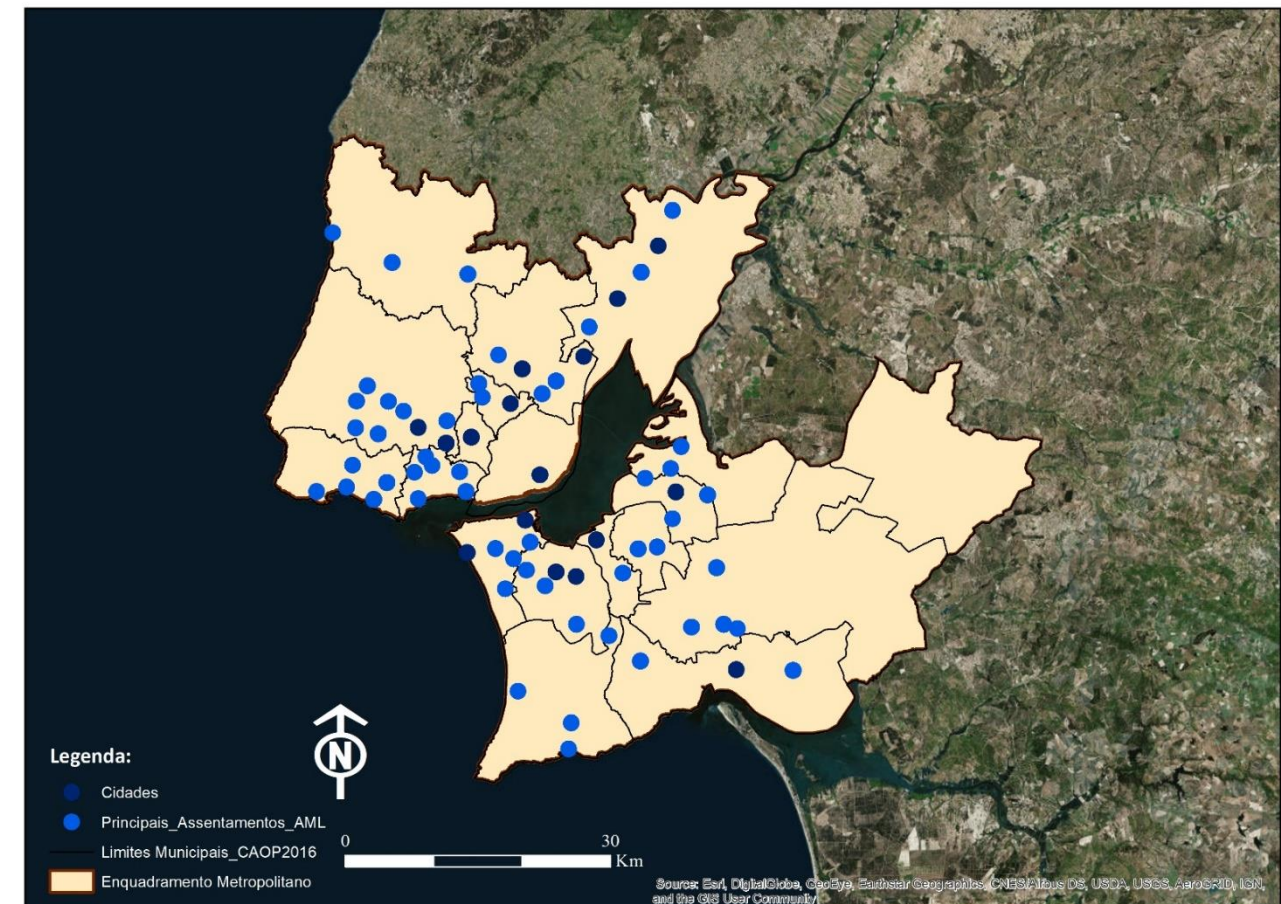 Legenda:
Cidades
Principais_Assentamentos_AML
Limites Municipais_CAOP2016
Enquadramento Metropolitano
N
0 30
Km
Source: Esri, DigitalGlobe, GeoEye, Earthstar Geographics, CNES/Airbus DS, USDA, USGS, AeroGRID, IGN,
and the GIS User Community